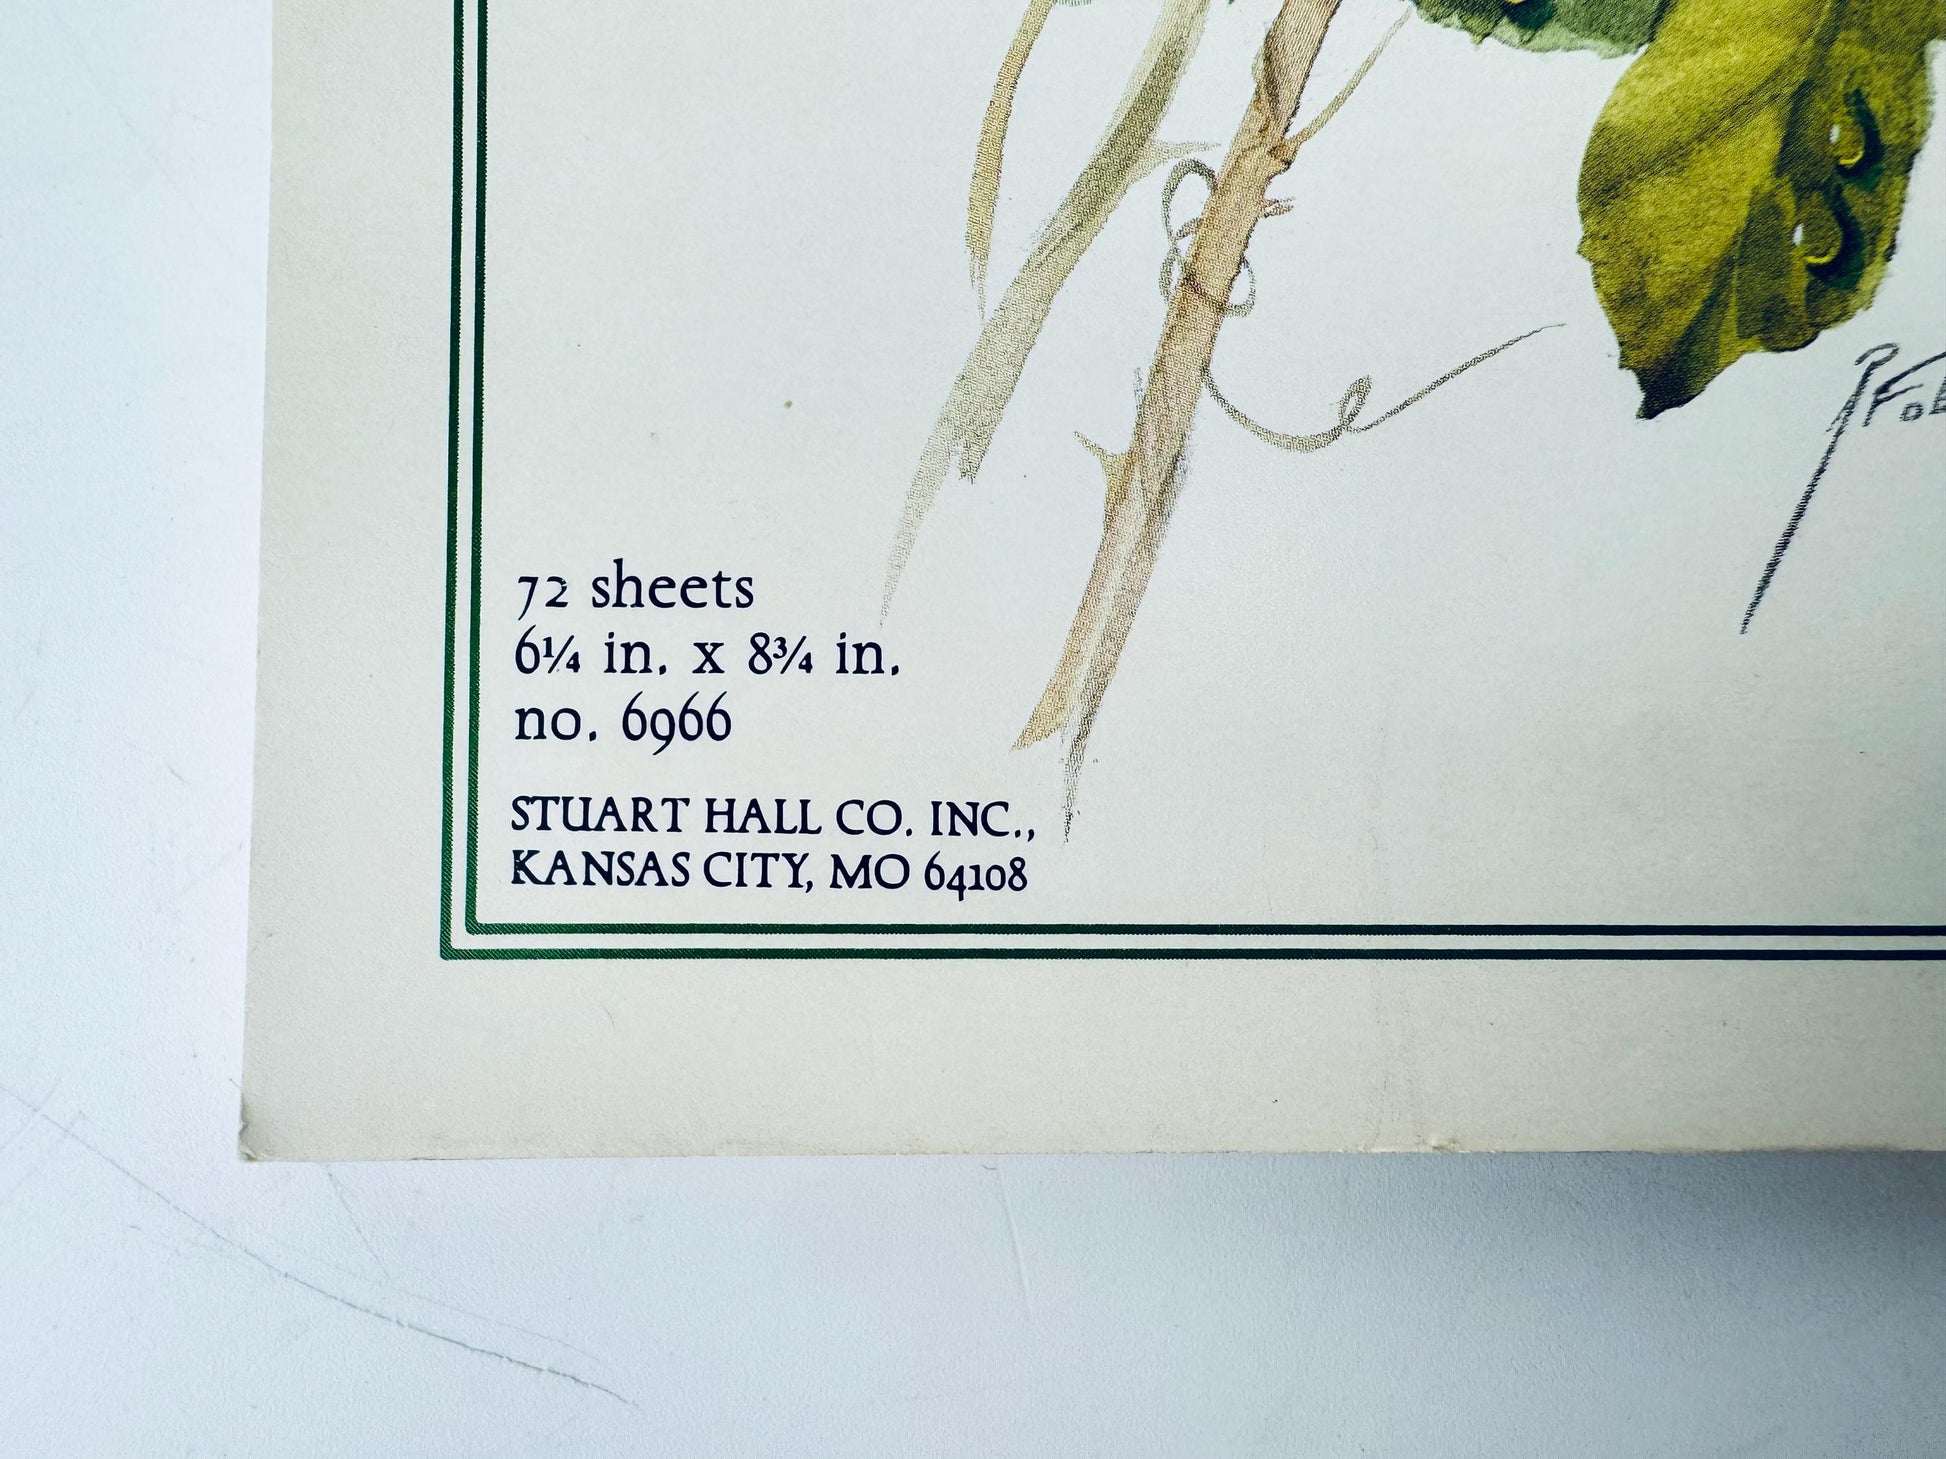 72 sheets
6¼ in. x 8¾ in.
no. 6966
STUART HALL CO. INC.,
KANSAS CITY, MO 64108